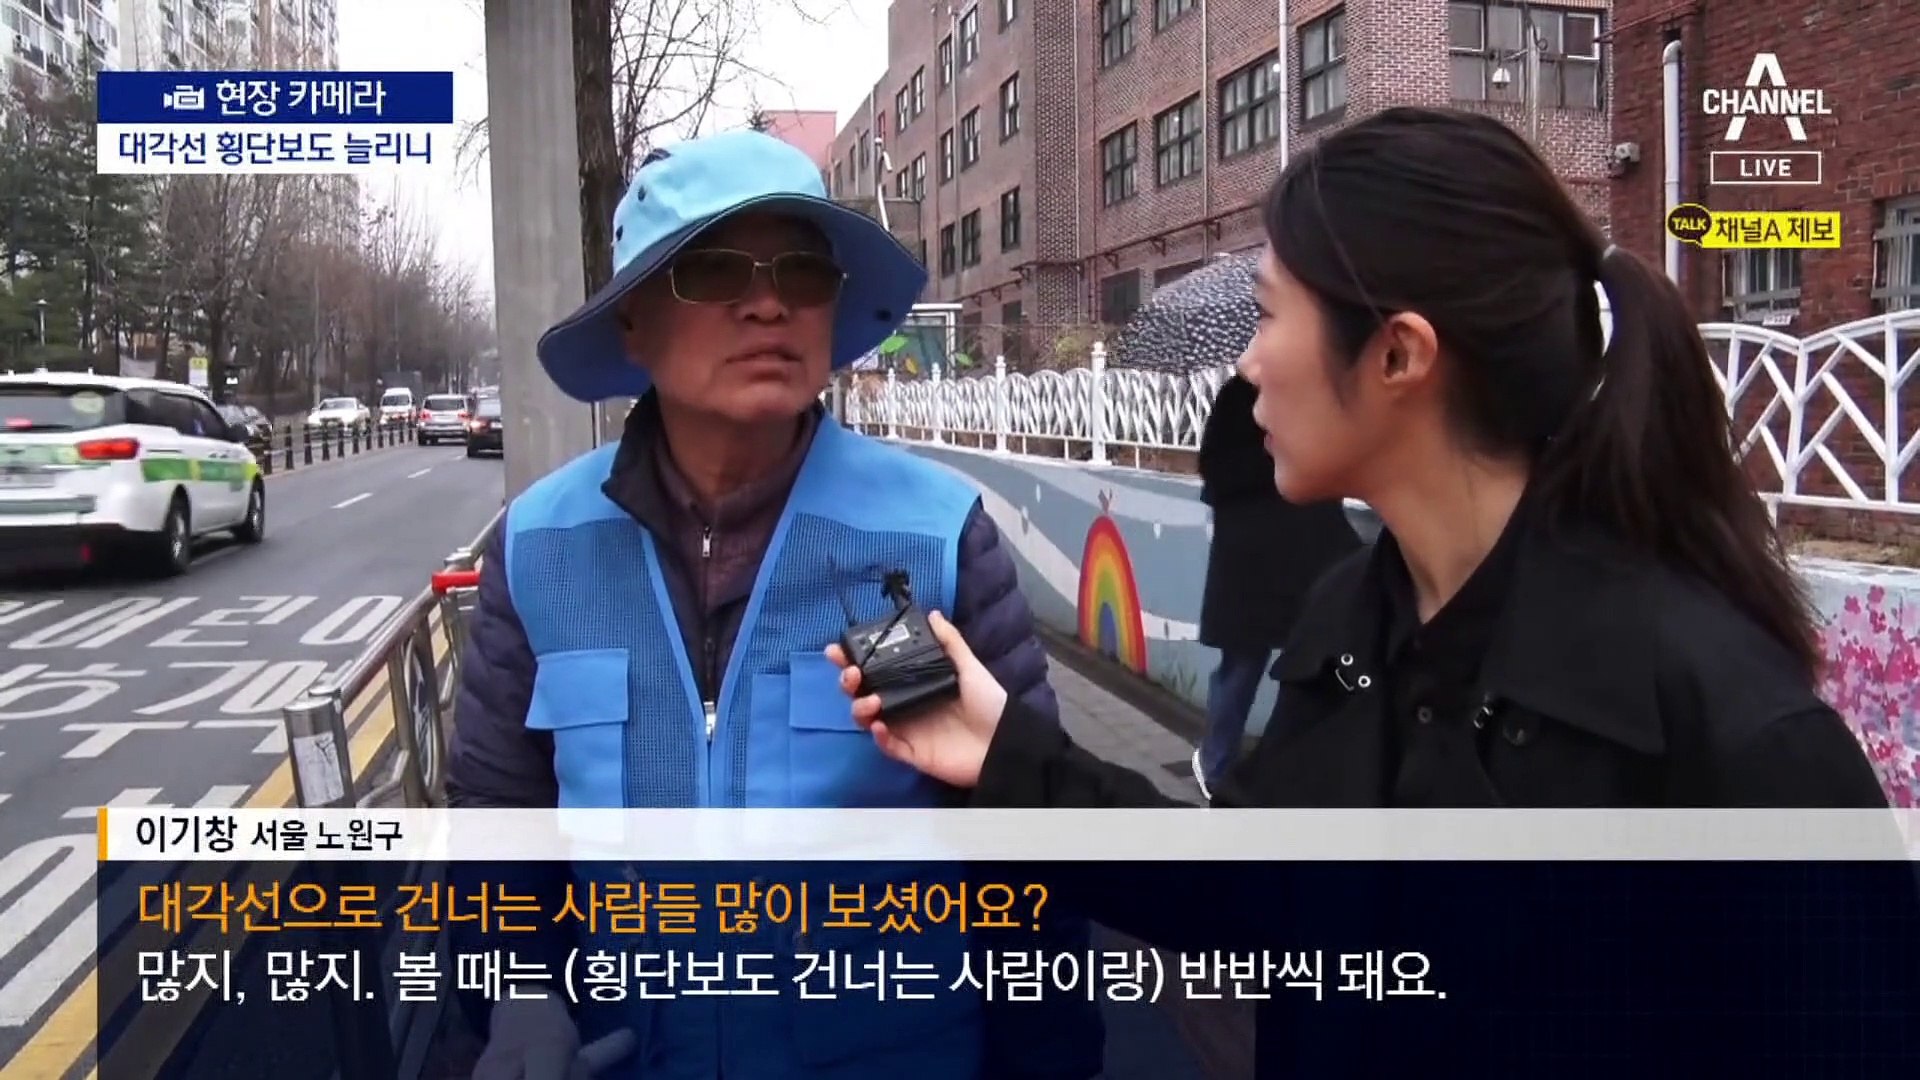 현장 카메라
대각선 횡단보도 늘리니
CHANNEL A
LIVE
TALK 채널A 제보
어린이
이기창 서울 노원구
대각선으로 건너는 사람들 많이 보셨어요?
많지, 많지. 볼 때는 (횡단보도 건너는 사람이랑) 반반씩 돼요.